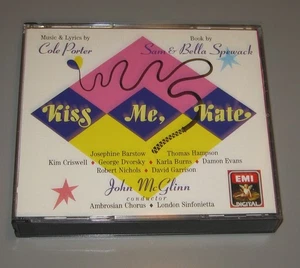 Music & Lyrics by
Cole Porter
Book by
Sam & Bella Spewack
Kiss Me, Kate
Josephine Barstow Thomas Hampson
Kim Criswell • George Dvorsky • Karla Burns • Damon Evans
Robert Nichols • David Garrison
John McGlinn
conductor
Ambrosian Chorus • London Sinfonietta
EMI
DIGITAL